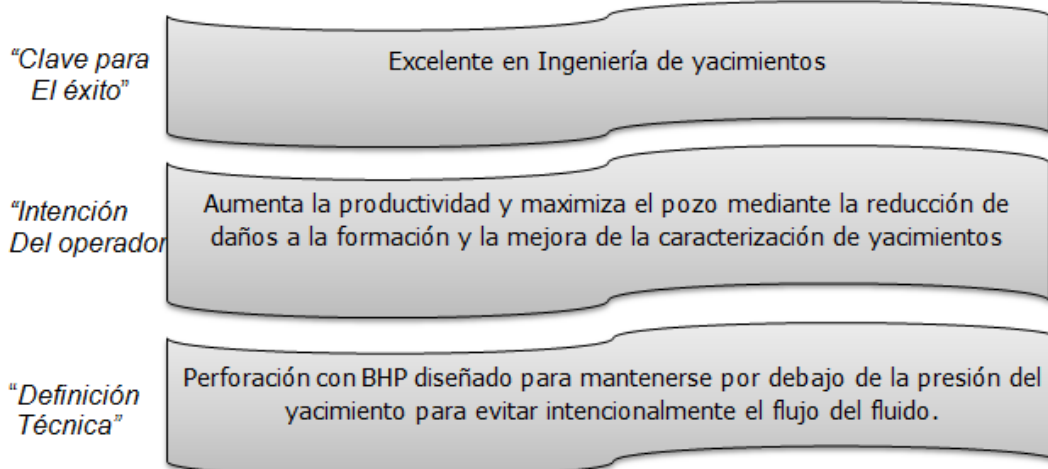 “Clave para
El éxito”
Excelente en Ingeniería de yacimientos
“Intención
Del operador
Aumenta la productividad y maximiza el pozo mediante la reducción de
daños a la formación y la mejora de la caracterización de yacimientos
“Definición
Técnica”
Perforación con BHP diseñado para mantenerse por debajo de la presión del
yacimiento para evitar intencionalmente el flujo del fluido.